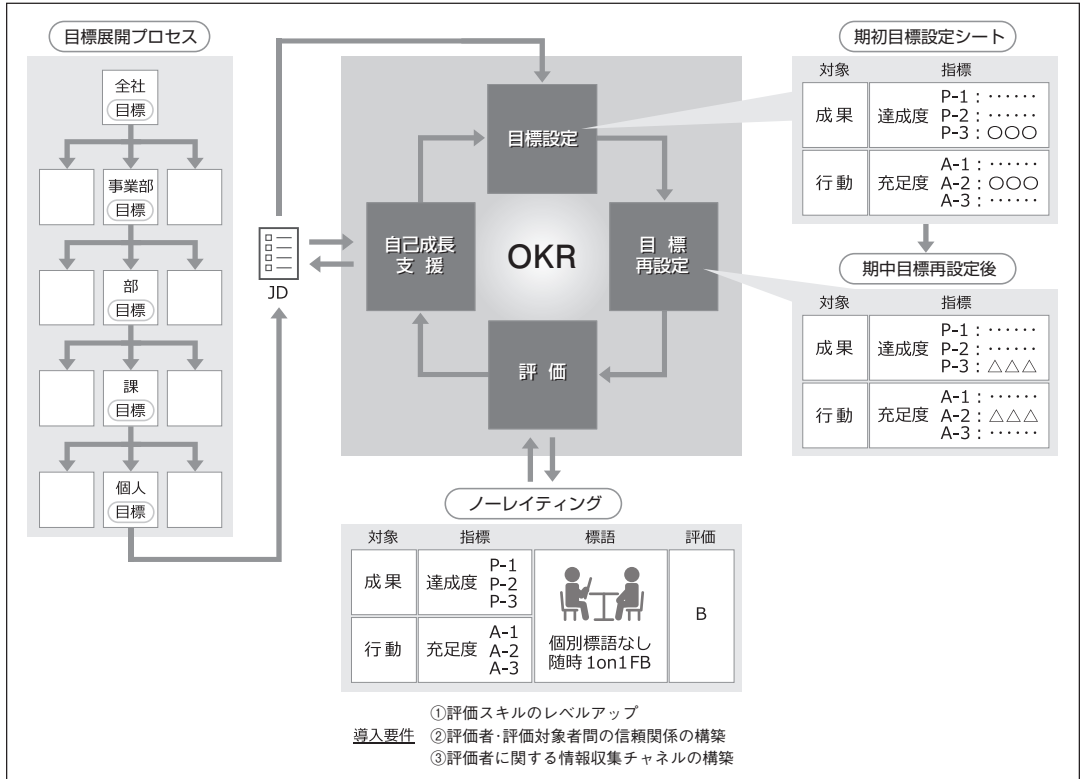 目標展開プロセス
全社
目標
事業部
目標
部
目標
課
目標
個人
目標
JD
目標設定
自己成長
支援
OKR
目標
再設定
評価
期初目標設定シート
対象 指標
成果 達成度 P-1：‥‥‥
P-2：‥‥‥
P-3：〇〇〇
行動 充足度 A-1：‥‥‥
A-2：〇〇〇
A-3：‥‥‥
期中目標再設定後
対象 指標
成果 達成度 P-1：‥‥‥
P-2：‥‥‥
P-3：△△△
行動 充足度 A-1：‥‥‥
A-2：△△△
A-3：‥‥‥
ノーレイティング
対象 指標 標語 評価
成果 達成度 P-1
P-2
P-3
行動 充足度 A-1
A-2
A-3
個別標語なし
随時1on1FB
B
導入要件
①評価スキルのレベルアップ
②評価者・評価対象者間の信頼関係の構築
③評価者に関する情報収集チャネルの構築